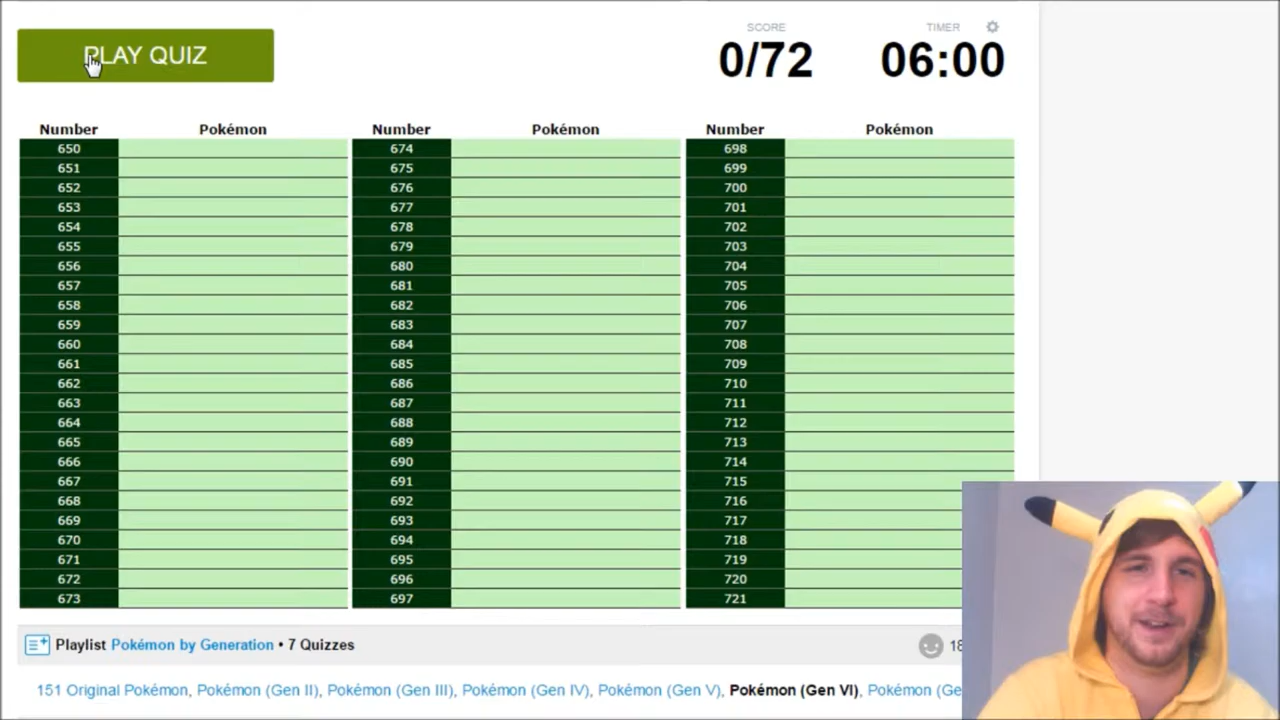 PLAY QUIZ
SCORE
TIMER
0/72
06:00
Number Pokémon Number Pokémon Number Pokémon
650 674 698
651 675 699
652 676 700
653 677 701
654 678 702
655 679 703
656 680 704
657 681 705
658 682 706
659 683 707
660 684 708
661 685 709
662 686 710
663 687 711
664 688 712
665 689 713
666 690 714
667 691 715
668 692 716
669 693 717
670 694 718
671 695 719
672 696 720
673 697 721
Playlist Pokémon by Generation • 7 Quizzes 18
151 Original Pokémon, Pokémon (Gen II), Pokémon (Gen III), Pokémon (Gen IV), Pokémon (Gen V), Pokémon (Gen VI), Pokémon (Ge